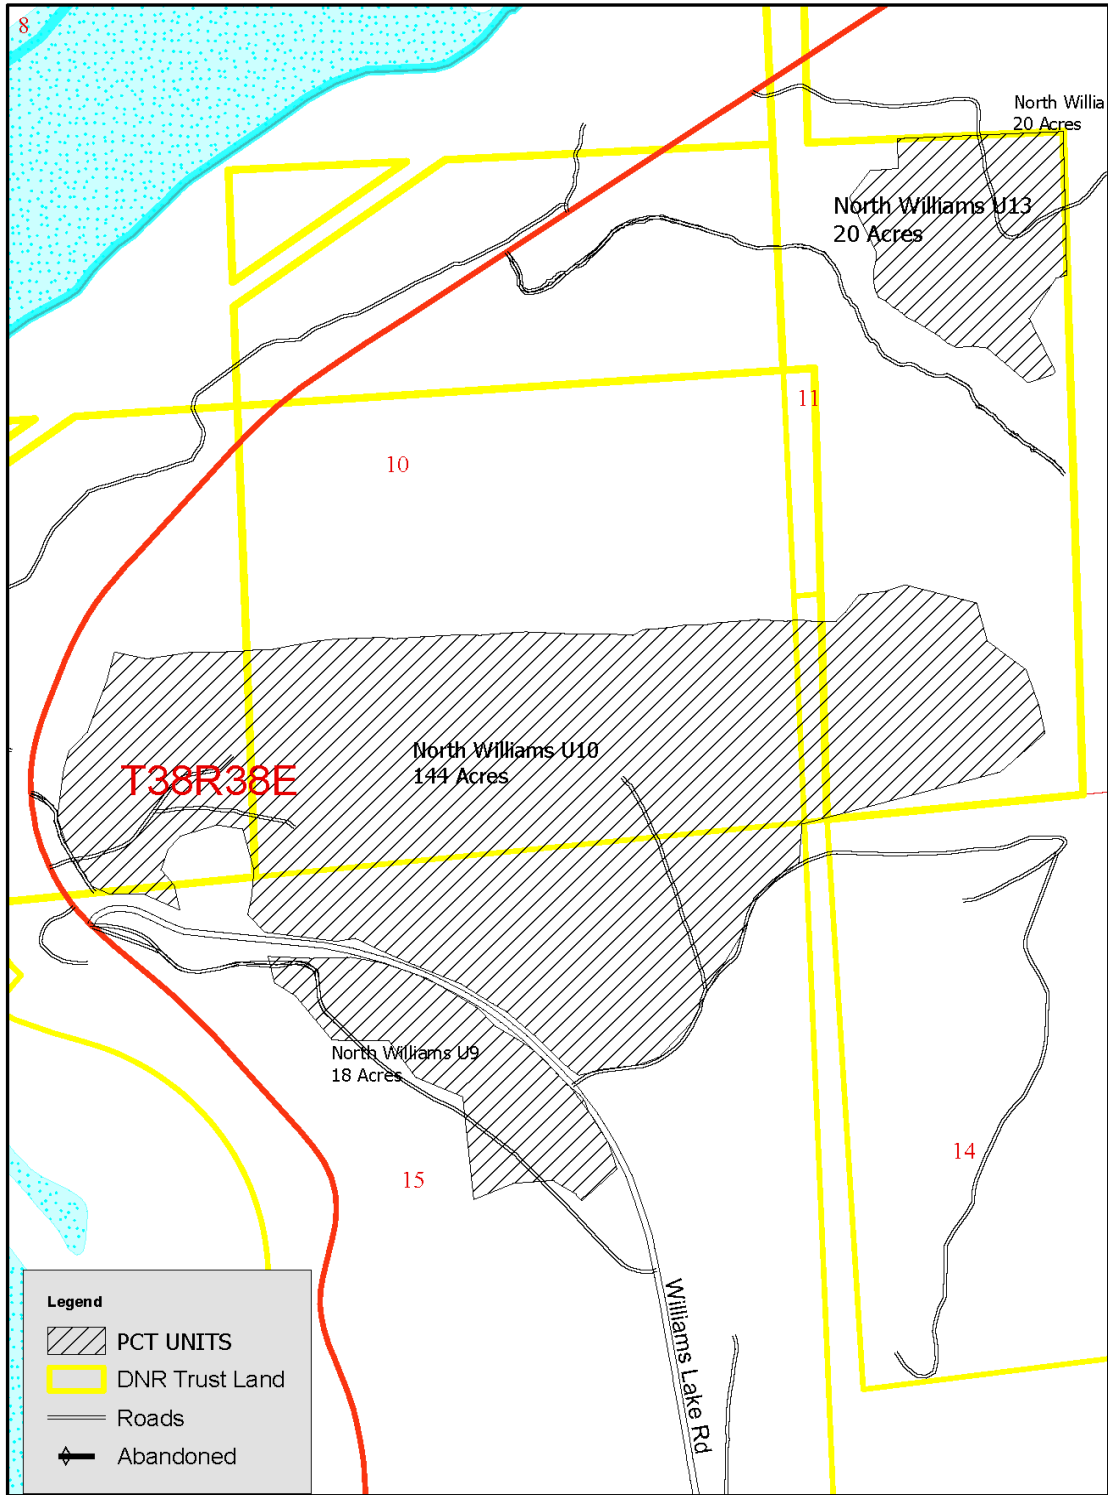 8
North Willia
20 Acres
North Williams U13
20 Acres
11
10
North Williams U10
144 Acres
T38R38E
North Williams U9
18 Acres
15
14
Williams Lake Rd
Legend
PCT UNITS
DNR Trust Land
Roads
Abandoned